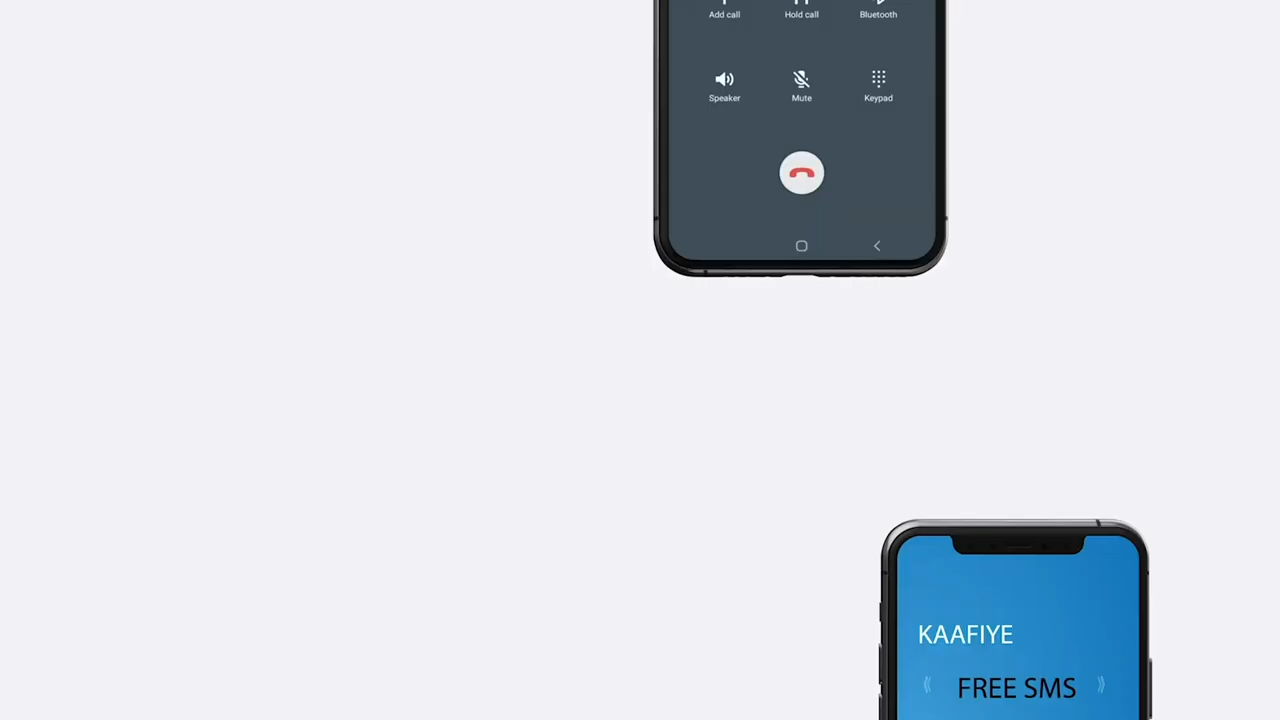 Add call Hold call Bluetooth
Speaker Mute Keypad
KAAFIYE
FREE SMS